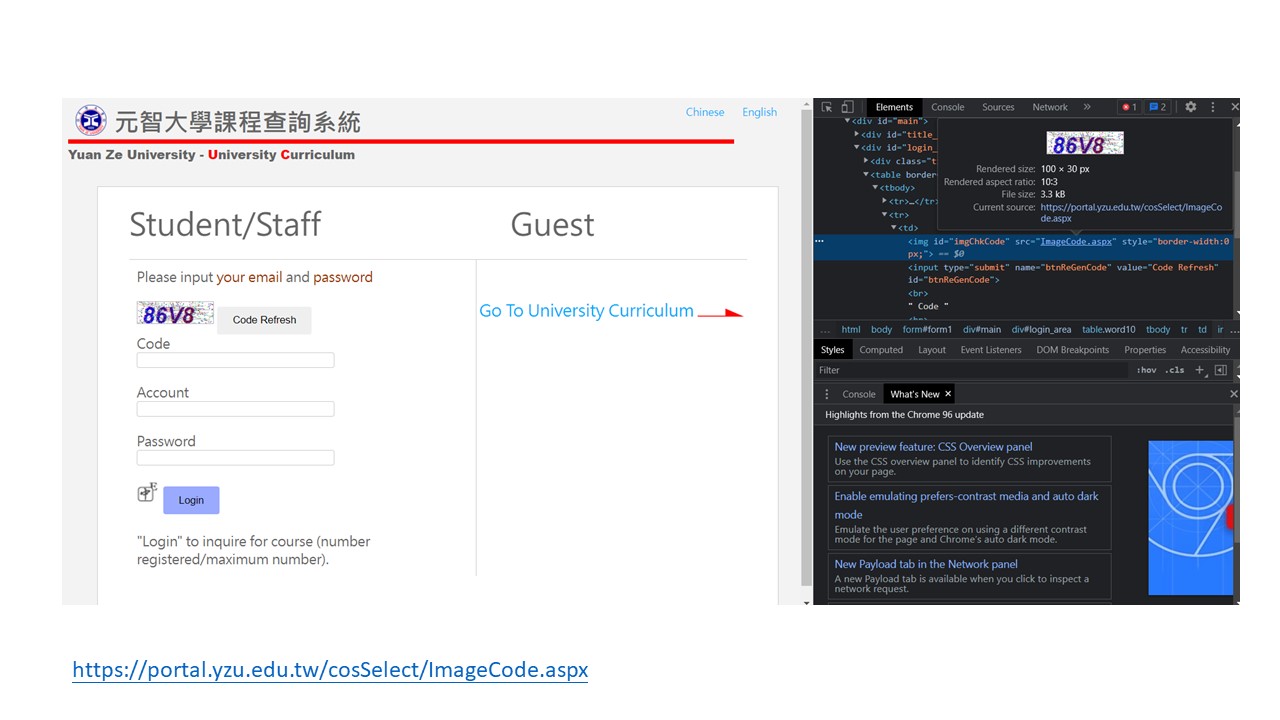 元智大學課程查詢系統
Chinese English
Yuan Ze University - University Curriculum
Student/Staff
Please input your email and password
86V8 Code Refresh
Code
Account
Password
Login
"Login" to inquire for course (number
registered/maximum number).
Guest
Go To University Curriculum
Elements Console Sources Network » 1 2
▼<div id="main">
▶<div id="title_
▼<div id="login_
▶<div class="t
▼<table border
▼<tbody>
▶<tr>…</tr>
▼<tr>
▼<td>
86V8
Rendered size: 100 × 30 px
Rendered aspect ratio: 10:3
File size: 3.3 kB
Current source: https://portal.yzu.edu.tw/cosSelect/ImageCo
de.aspx
<img id="imgChkCode" src="ImageCode.aspx" style="border-width:0
px;"> == $0
<input type="submit" name="btnReGenCode" value="Code Refresh"
id="btnReGenCode">
<br>
" Code "
... html body form#form1 div#main div#login_area table.word10 tbody tr td ...
Styles Computed Layout Event Listeners DOM Breakpoints Properties Accessibility
Filter :hov .cls +
Console What's New ×
Highlights from the Chrome 96 update
New preview feature: CSS Overview panel
Use the CSS overview panel to identify CSS improvements
on your page.
Enable emulating prefers-contrast media and auto dark
mode
Emulate the user preference on using a different contrast
mode for the page and Chrome's auto dark mode.
New Payload tab in the Network panel
A new Payload tab is available when you click to inspect a
network request.
https://portal.yzu.edu.tw/cosSelect/ImageCode.aspx